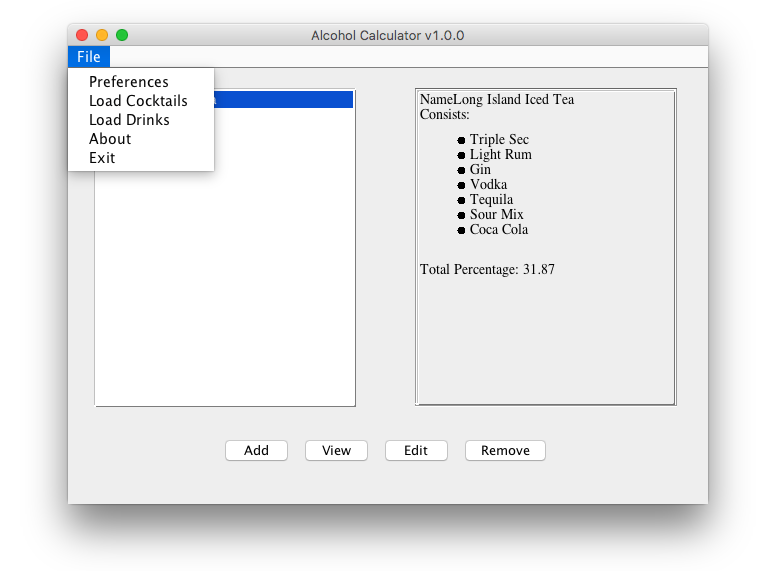 Alcohol Calculator v1.0.0
File
Preferences
Load Cocktails
Load Drinks
About
Exit
NameLong Island Iced Tea
Consists:
Triple Sec
Light Rum
Gin
Vodka
Tequila
Sour Mix
Coca Cola
Total Percentage: 31.87
Add
View
Edit
Remove